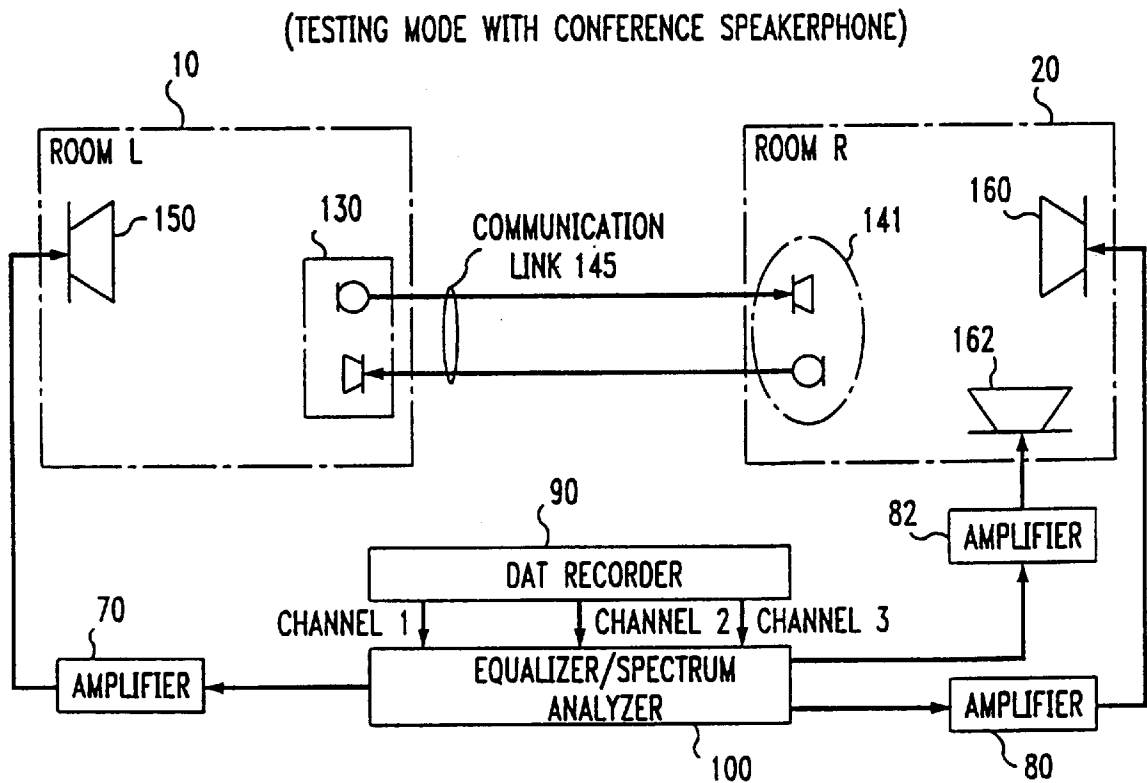 (TESTING MODE WITH CONFERENCE SPEAKERPHONE)
10
20
ROOM L
ROOM R
150
130
COMMUNICATION
LINK 145
141
160
162
90
82
AMPLIFIER
DAT RECORDER
CHANNEL 1
CHANNEL 2
CHANNEL 3
70
AMPLIFIER
EQUALIZER/SPECTRUM
ANALYZER
AMPLIFIER
100
80